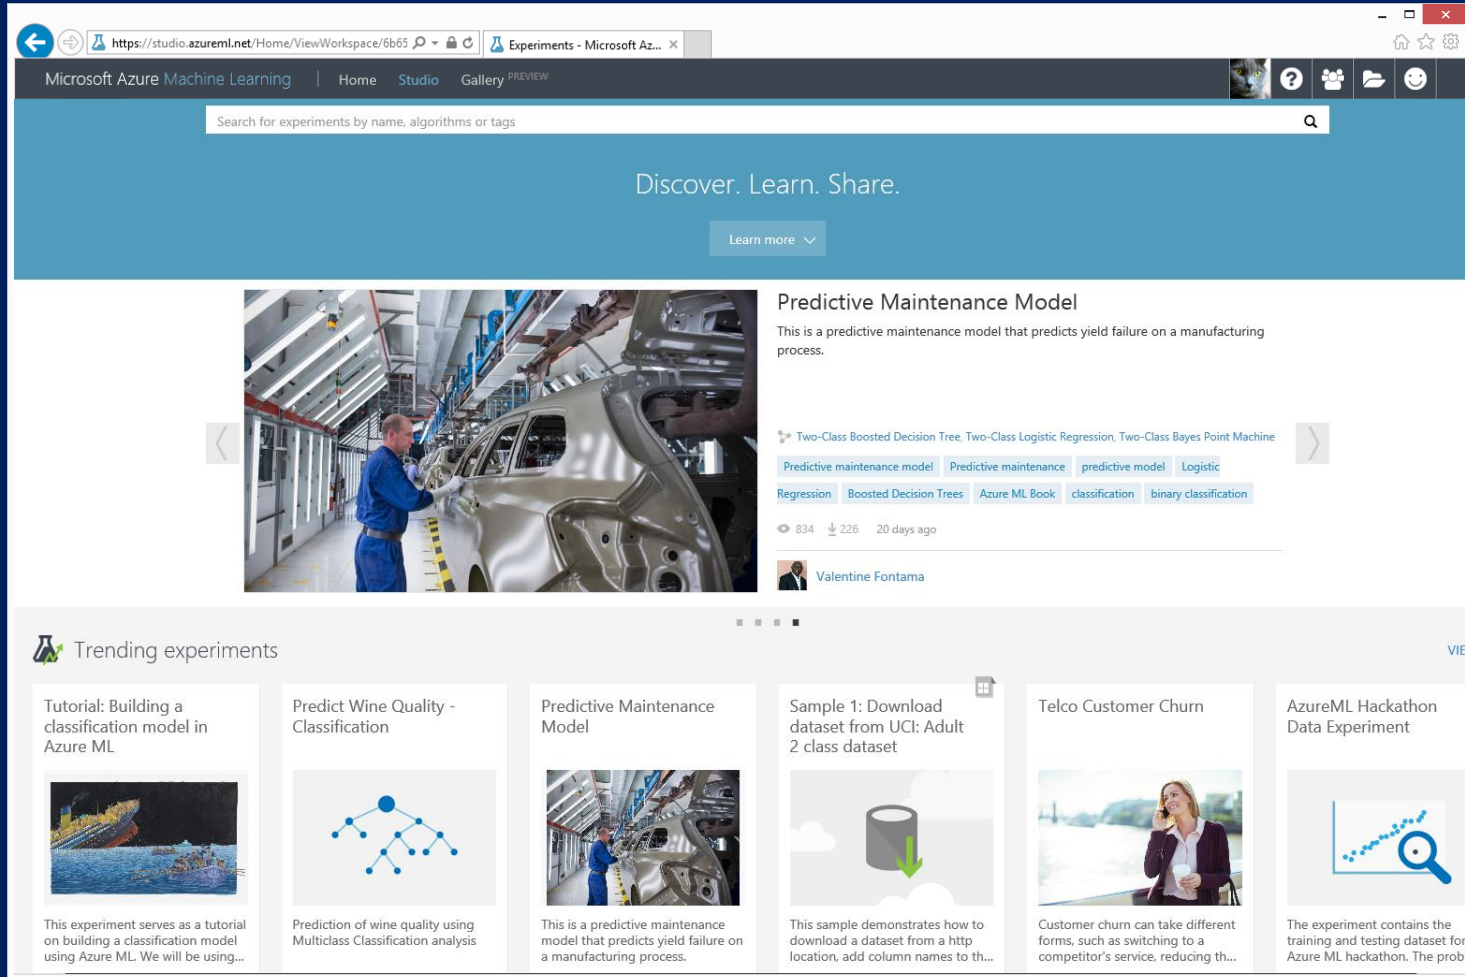 https://studio.azureml.net/Home/ViewWorkspace/6b65
Experiments - Microsoft Az...
Microsoft Azure Machine Learning | Home Studio Gallery PREVIEW
Search for experiments by name, algorithms or tags
Discover. Learn. Share.
Learn more
Predictive Maintenance Model
This is a predictive maintenance model that predicts yield failure on a manufacturing
process.
Two-Class Boosted Decision Tree, Two-Class Logistic Regression, Two-Class Bayes Point Machine
Predictive maintenance model Predictive maintenance predictive model Logistic
Regression Boosted Decision Trees Azure ML Book classification binary classification
834 226 20 days ago
Valentine Fontama
Trending experiments
VIE
Tutorial: Building a
classification model in
Azure ML
This experiment serves as a tutorial
on building a classification model
using Azure ML. We will be using...
Predict Wine Quality -
Classification
Prediction of wine quality using
Multiclass Classification analysis
Predictive Maintenance
Model
This is a predictive maintenance
model that predicts yield failure on
a manufacturing process.
Sample 1: Download
dataset from UCI: Adult
2 class dataset
This sample demonstrates how to
download a dataset from a http
location, add column names to th...
Telco Customer Churn
Customer churn can take different
forms, such as switching to a
competitor's service, reducing th...
AzureML Hackathon
Data Experiment
The experiment contains the
training and testing dataset for
Azure ML hackathon. The prob